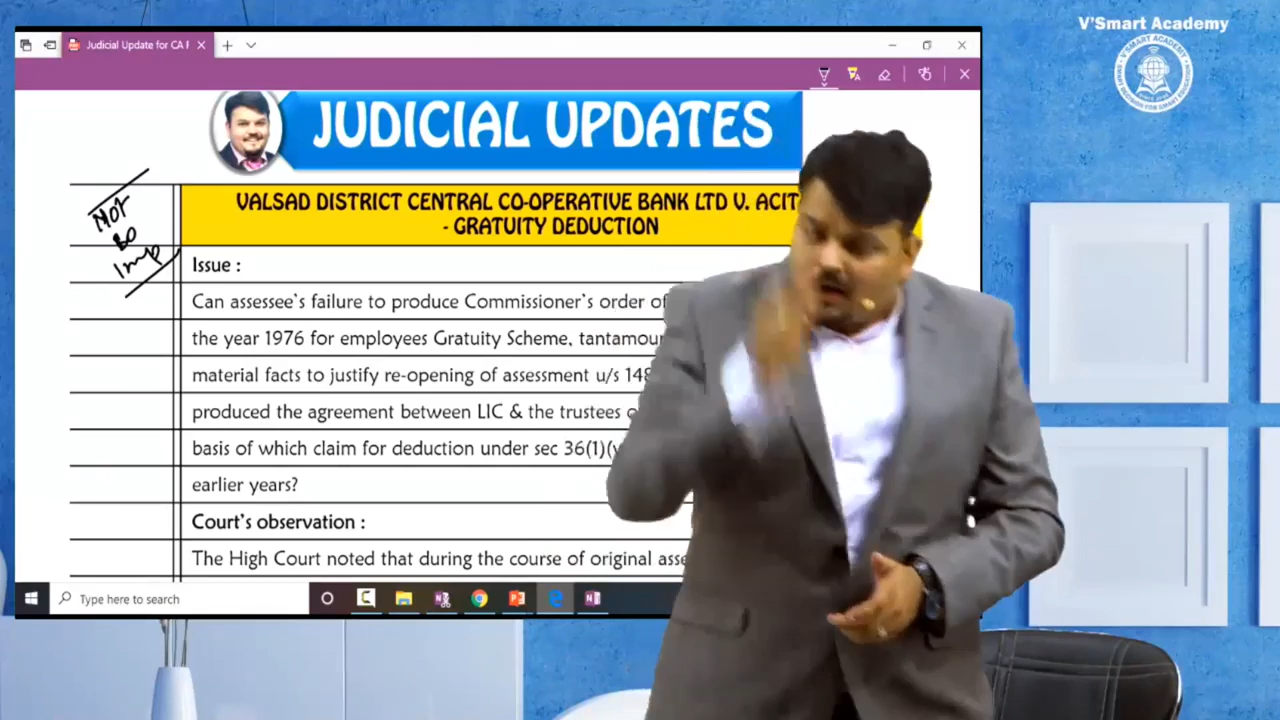 V'Smart Academy
Judicial Update for CA F
JUDICIAL UPDATES
Not
so
Imp
VALSAD DISTRICT CENTRAL CO-OPERATIVE BANK LTD V. ACIT
- GRATUITY DEDUCTION
Issue :
Can assessee's failure to produce Commissioner's order of
the year 1976 for employees Gratuity Scheme,
material facts to justify re-opening of assessment u/s 148
produced the agreement between LIC & the trustees
basis of which claim for deduction under sec 36(1)(v
earlier years?
Court's observation :
The High Court noted that during the course of original
Type here to search